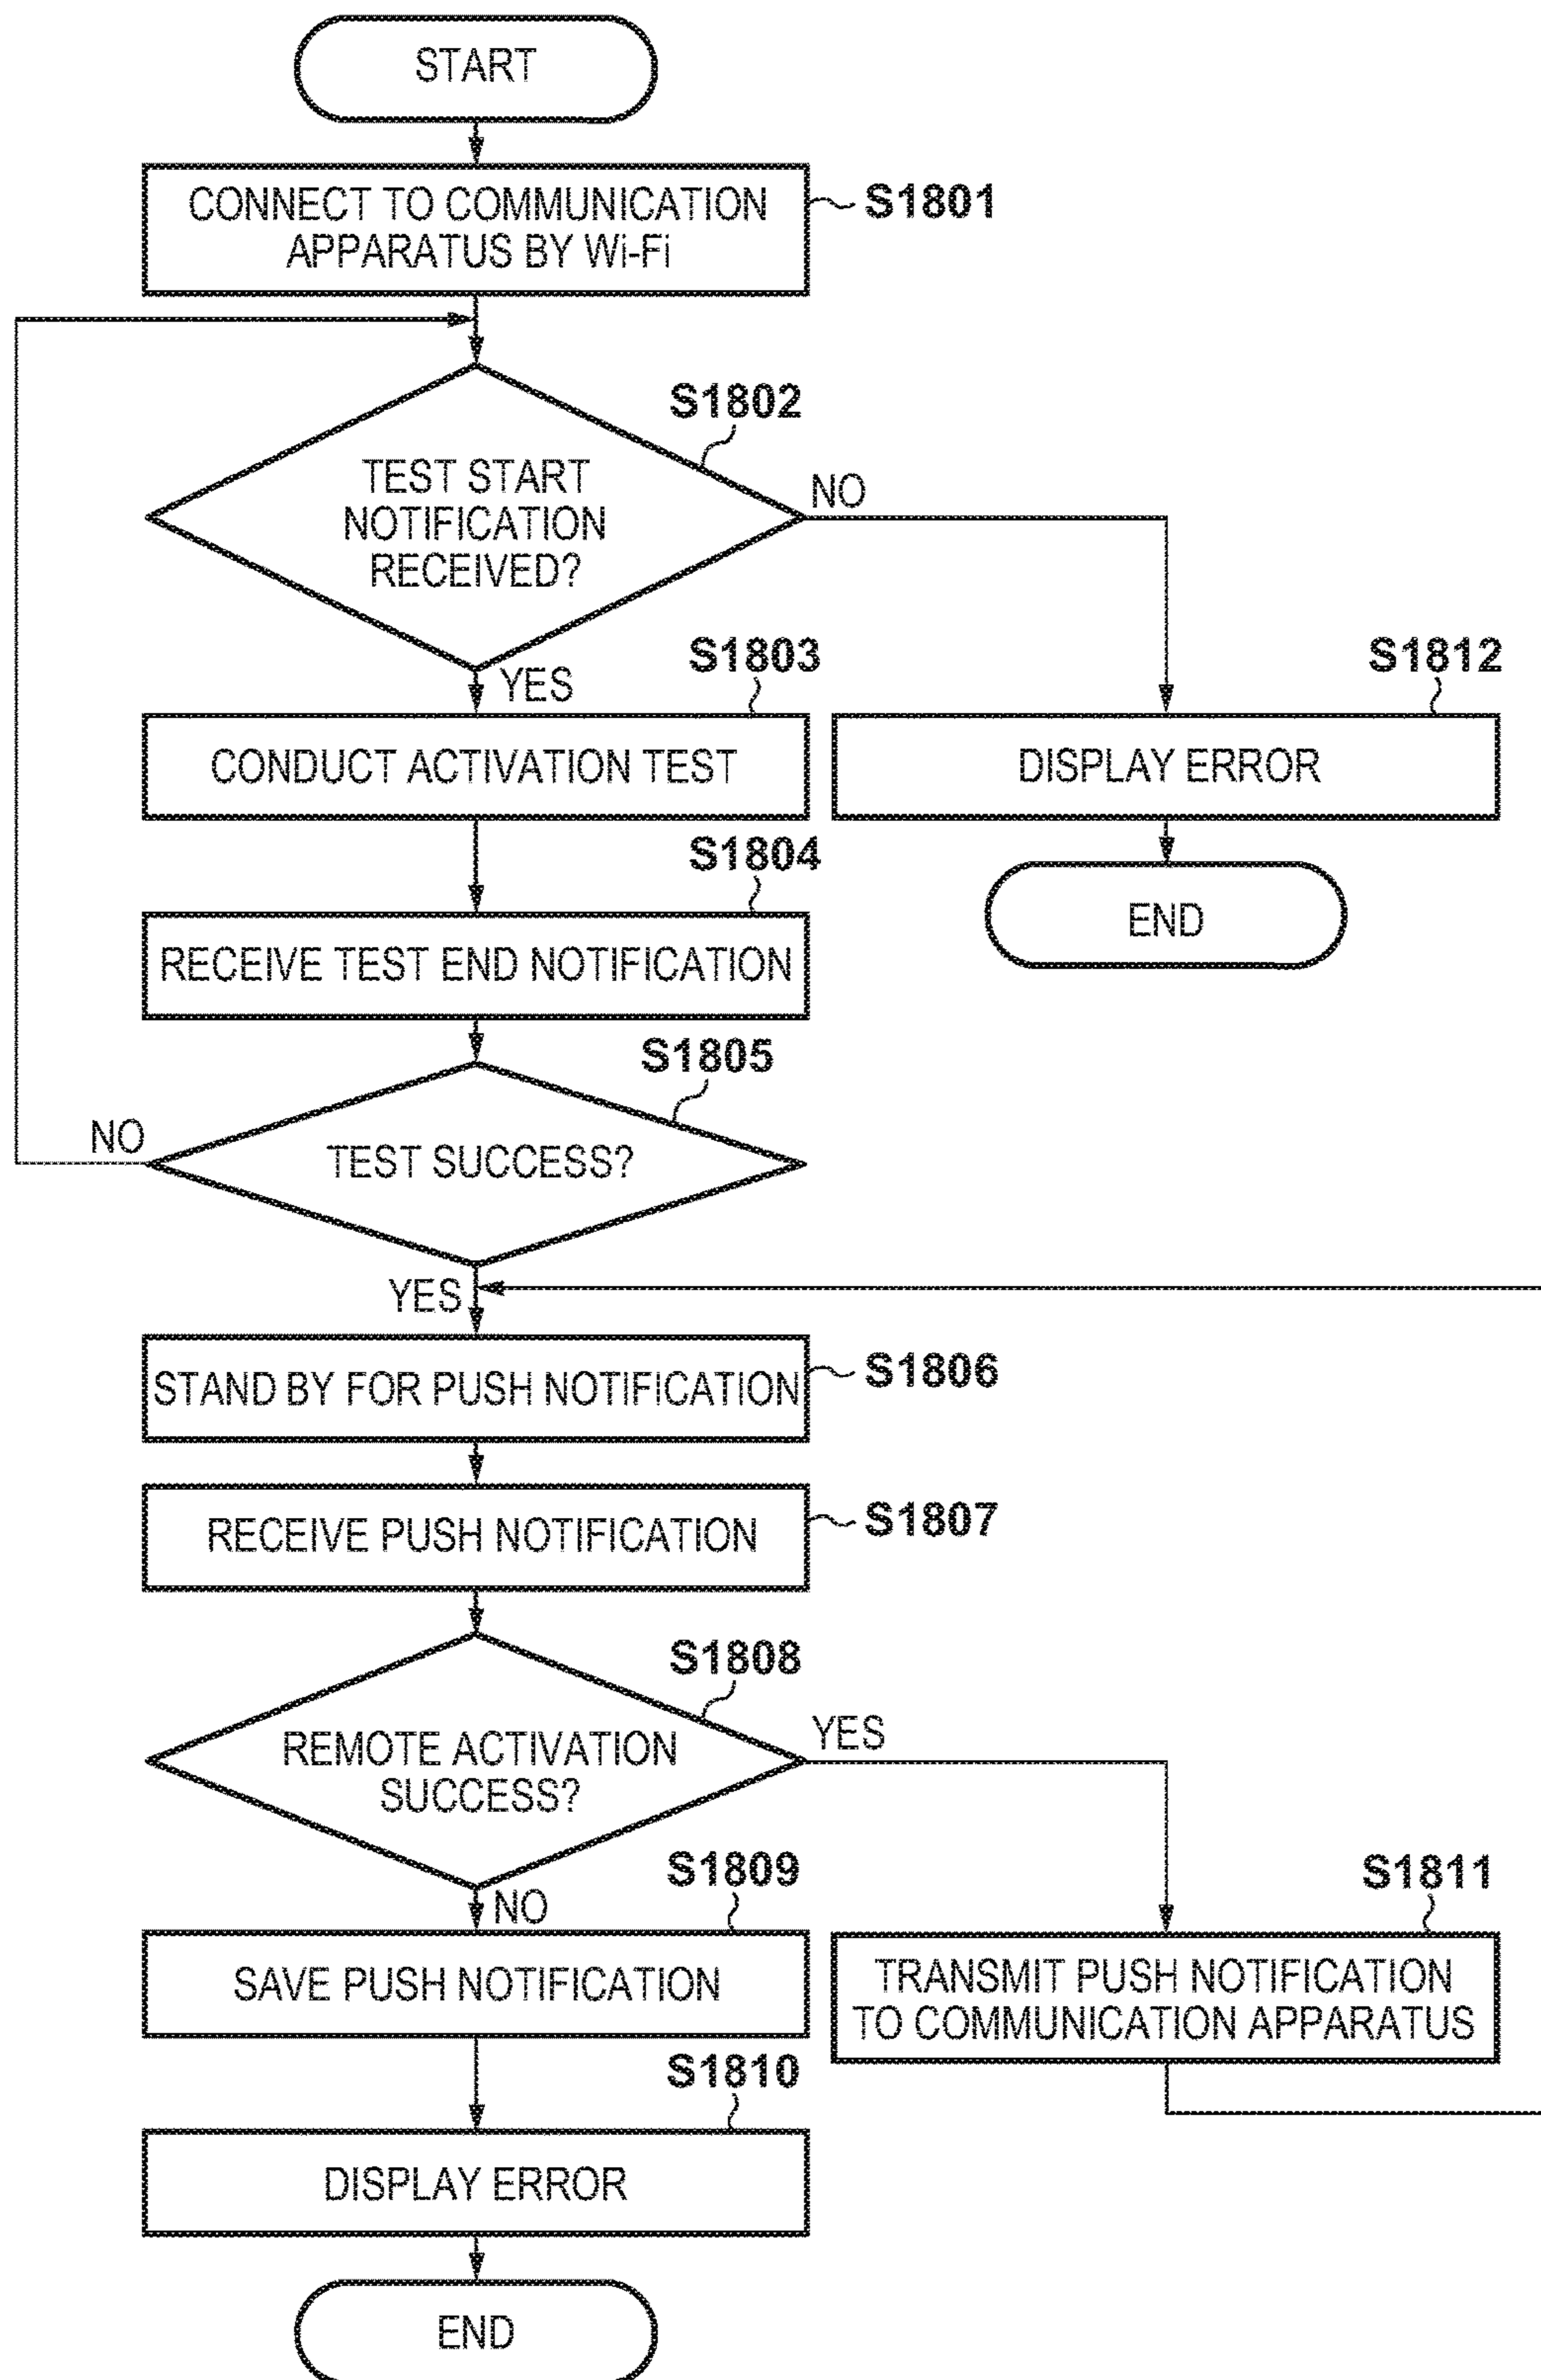 START
CONNECT TO COMMUNICATION
APPARATUS BY Wi-Fi
S1801
S1802
TEST START
NOTIFICATION
RECEIVED?
NO
YES
S1803
CONDUCT ACTIVATION TEST
S1812
DISPLAY ERROR
END
S1804
RECEIVE TEST END NOTIFICATION
S1805
TEST SUCCESS?
NO
YES
STAND BY FOR PUSH NOTIFICATION
S1806
RECEIVE PUSH NOTIFICATION
S1807
S1808
REMOTE ACTIVATION
SUCCESS?
YES
NO
S1809
SAVE PUSH NOTIFICATION
S1811
TRANSMIT PUSH NOTIFICATION
TO COMMUNICATION APPARATUS
S1810
DISPLAY ERROR
END